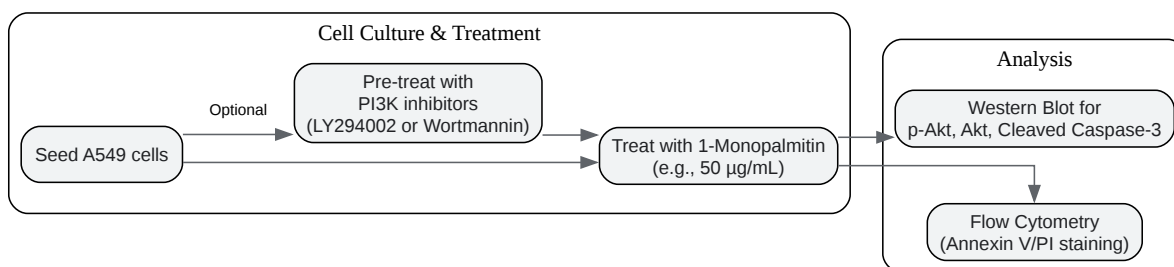 Cell Culture & Treatment
Seed A549 cells
Optional
Pre-treat with
PI3K inhibitors
(LY294002 or Wortmannin)
Treat with 1-Monopalmitin
(e.g., 50 µg/mL)
Analysis
Western Blot for
p-Akt, Akt, Cleaved Caspase-3
Flow Cytometry
(Annexin V/PI staining)